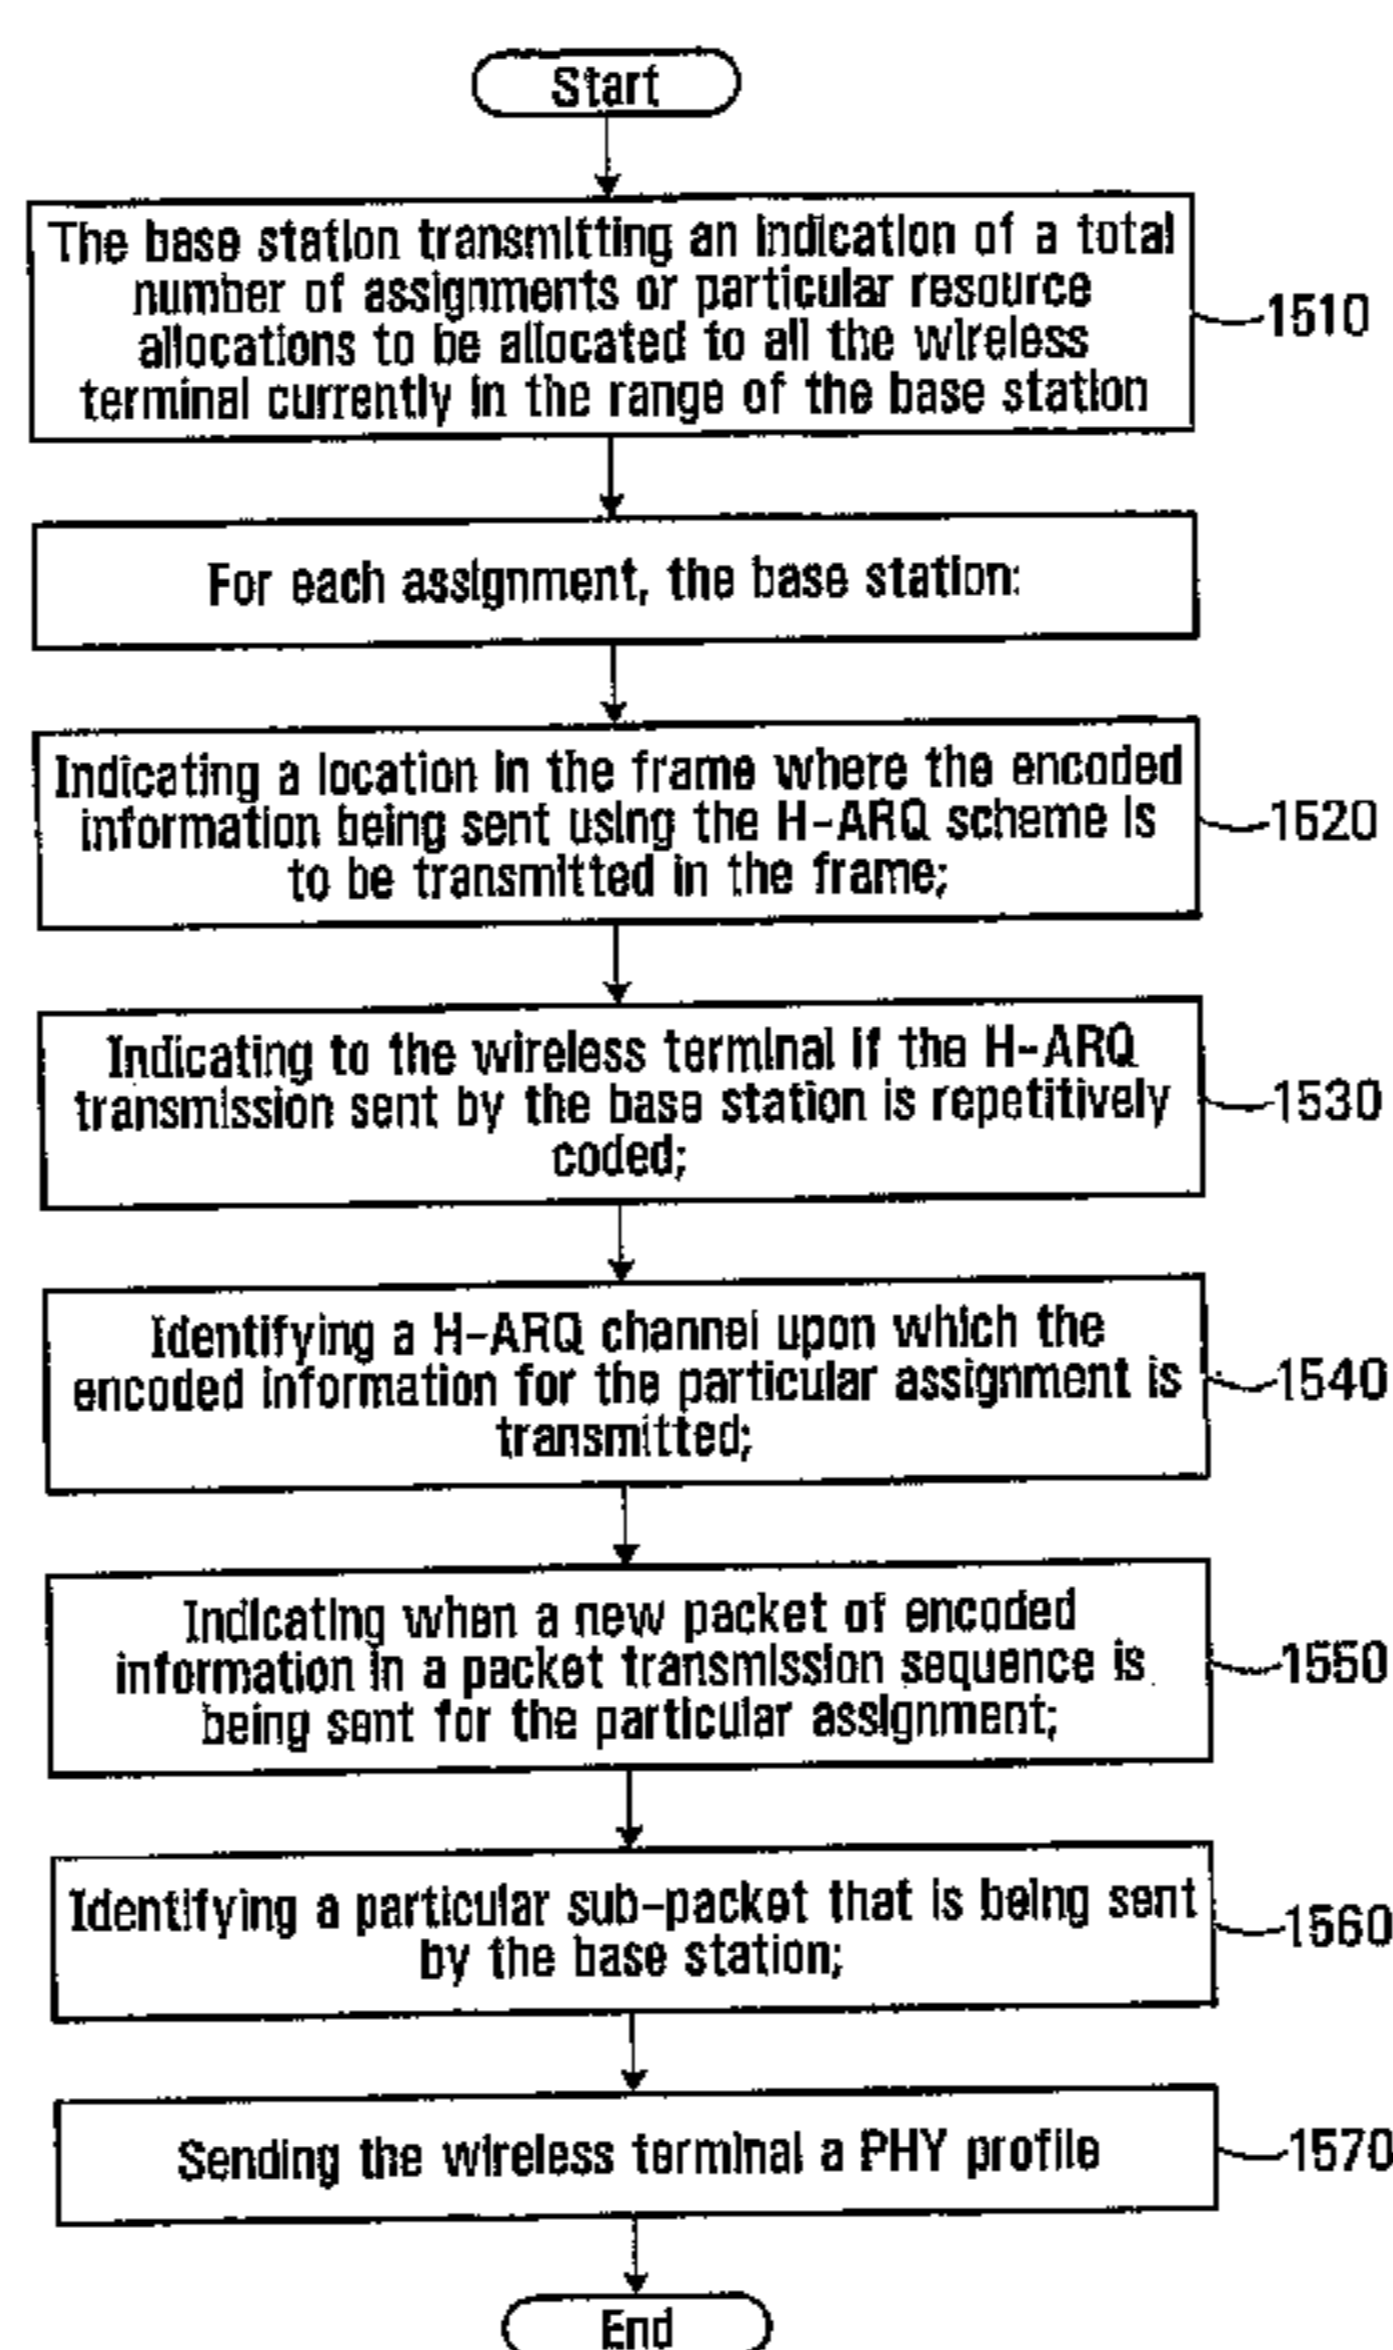 Start
The base station transmitting an indication of a total
number of assignments or particular resource
allocations to be allocated to all the wireless
terminal currently in the range of the base station
1510
For each assignment, the base station:
Indicating a location in the frame where the encoded
information being sent using the H-ARQ scheme is
to be transmitted in the frame;
1520
Indicating to the wireless terminal if the H-ARQ
transmission sent by the base station is repetitively
coded;
1530
Identifying a H-ARQ channel upon which the
encoded information for the particular assignment is
transmitted;
1540
Indicating when a new packet of encoded
information in a packet transmission sequence is
being sent for the particular assignment;
1550
Identifying a particular sub-packet that is being sent
by the base station;
1560
Sending the wireless terminal a PHY profile
1570
End